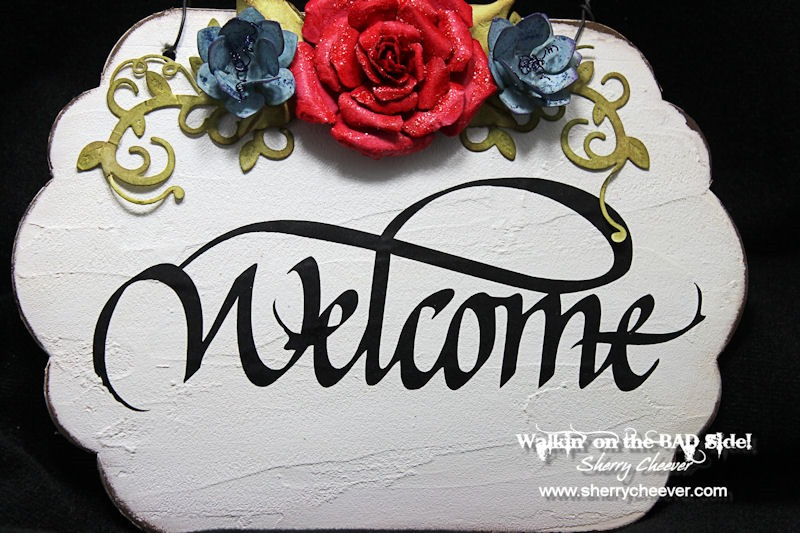 Welcome
Walkin' on the BAD Side!
Sherry Cheever
www.sherrycheever.com